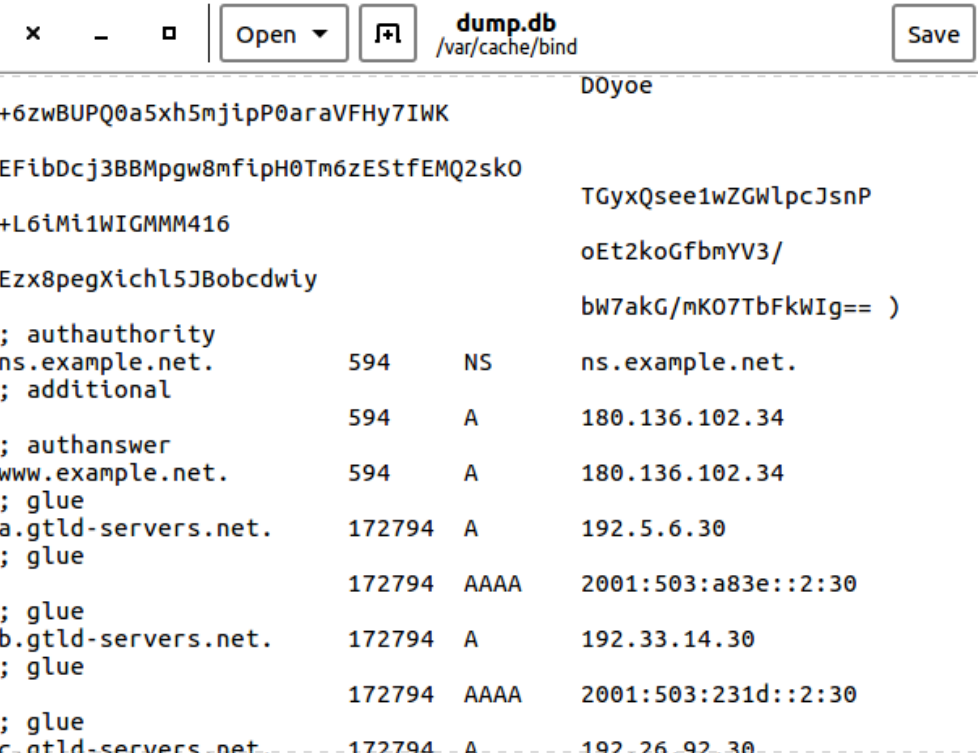 Open
dump.db
/var/cache/bind
Save
DOyoe
+6zwBUPQ0a5xh5mjipP0araVFHy7IWK
EFibDcj3BBMpgw8mfipH0Tm6zEStfEMQ2skO
TGyxQsee1wZGWlpcJsnP
+L6iMi1WIGMMM416
oEt2koGfbmYV3/
Ezx8pegXichl5JBobcdwiy
bW7akG/mKO7TbFkWIg== )
; authauthority
ns.example.net. 594 NS ns.example.net.
; additional
594 A 180.136.102.34
; authanswer
www.example.net. 594 A 180.136.102.34
; glue
a.gtld-servers.net. 172794 A 192.5.6.30
; glue
172794 AAAA 2001:503:a83e::2:30
; glue
b.gtld-servers.net. 172794 A 192.33.14.30
; glue
172794 AAAA 2001:503:231d::2:30
; glue
c.gtld-servers.net. 172794 A 192.26.92.30